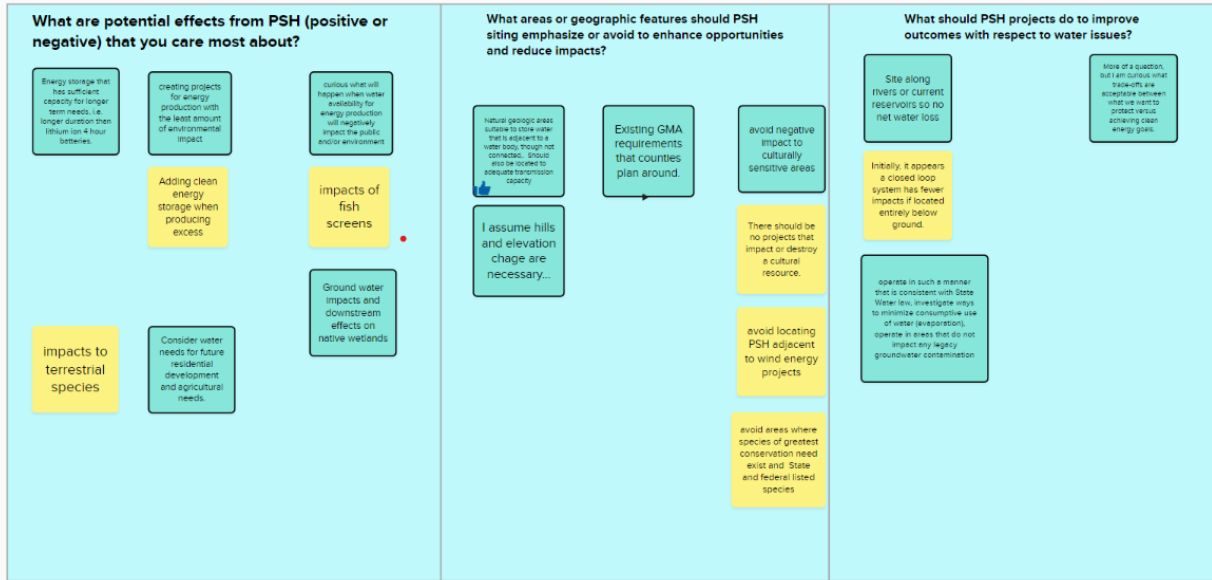 What are potential effects from PSH (positive or
negative) that you care most about?
Energy storage that
has sufficient
capacity for longer
term needs, i.e.
longer duration then
lithium ion 4 hour
batteries.
creating projects
for energy
production with
the least amount
of environmental
impact
curious what will
happen when water
availability for
energy production
will negatively
impact the public
and/or environment
Adding clean
energy
storage when
producing
excess
impacts of
fish
screens
Ground water
impacts and
downstream
effects on
native wetlands
impacts to
terrestrial
species
Consider water
needs for future
residential
development
and agricultural
needs.
What areas or geographic features should PSH
siting emphasize or avoid to enhance opportunities
and reduce impacts?
Natural geologic areas
suitable to store water
that is adjacent to a
water body, though not
connected,. Should
also be located to
adequate transmission
capacity
Existing GMA
requirements
that counties
plan around.
avoid negative
impact to
culturally
sensitive areas
I assume hills
and elevation
chage are
necessary...
There should be
no projects that
impact or destroy
a cultural
resource.
avoid locating
PSH adjacent
to wind energy
projects
avoid areas where
species of greatest
conservation need
exist and State
and federal listed
species
What should PSH projects do to improve
outcomes with respect to water issues?
Site along
rivers or current
reservoirs so no
net water loss
More of a question,
but I am curious what
trade-offs are
acceptable between
what we want to
protect versus
achieving clean
energy goals.
Initially, it appears
a closed loop
system has fewer
impacts if located
entirely below
ground.
operate in such a manner
that is consistent with State
Water law, investigate ways
to minimize consumptive use
of water (evaporation),
operate in areas that do not
impact any legacy
groundwater contamination